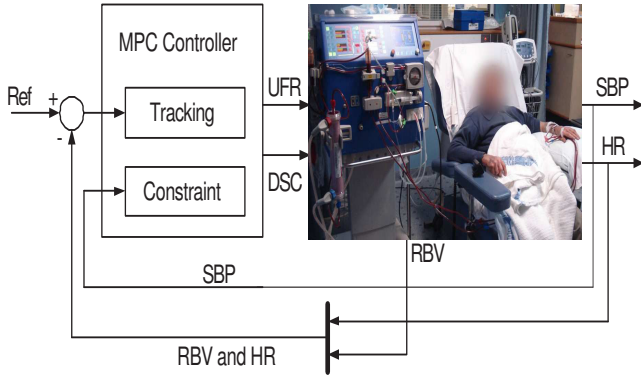 MPC Controller
Ref
+
-
Tracking
Constraint
UFR
DSC
SBP
HR
RBV
SBP
RBV and HR